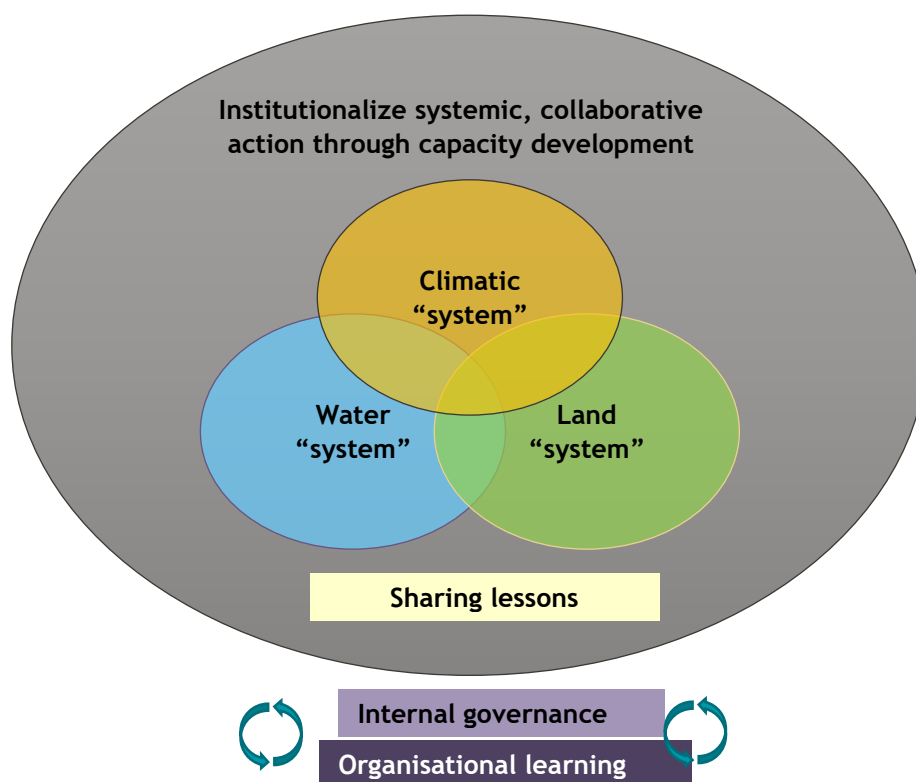 Institutionalize systemic, collaborative
action through capacity development
Climatic
“system”
Water
“system”
Land
“system”
Sharing lessons
Internal governance
Organisational learning